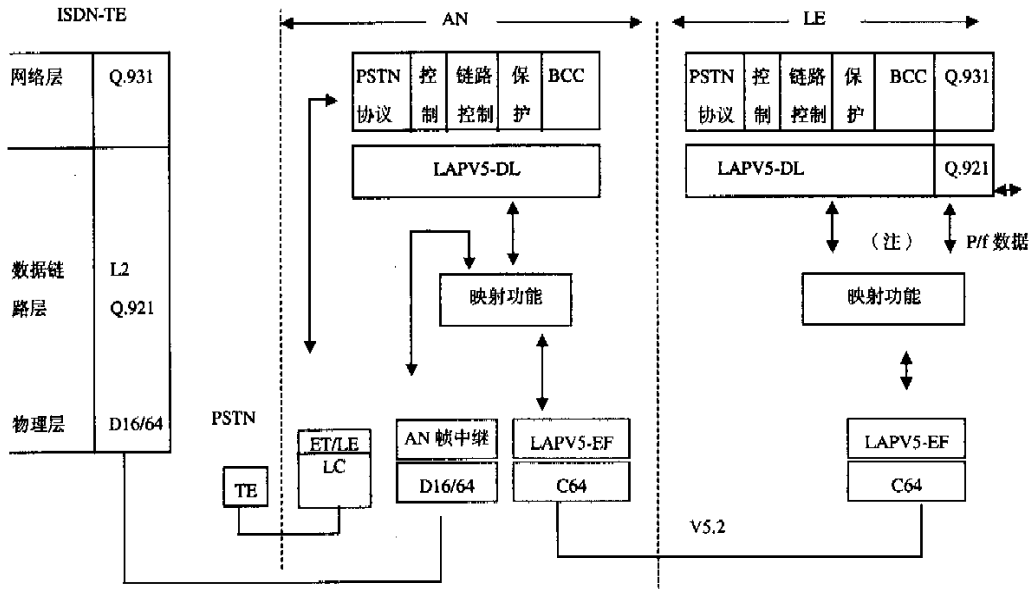 ISDN-TE
AN
LE
网络层
Q.931
数据链
路层
L2
Q.921
物理层
D16/64
PSTN
协议
控
制
链路
控制
保
护
BCC
LAPV5-DL
映射功能
PSTN
TE
ET/LE
LC
AN 帧中继
D16/64
LAPV5-EF
C64
PSTN
协议
控
制
链路
控制
保
护
BCC
Q.931
LAPV5-DL
Q.921
（注）
P/f 数据
映射功能
LAPV5-EF
C64
V5.2